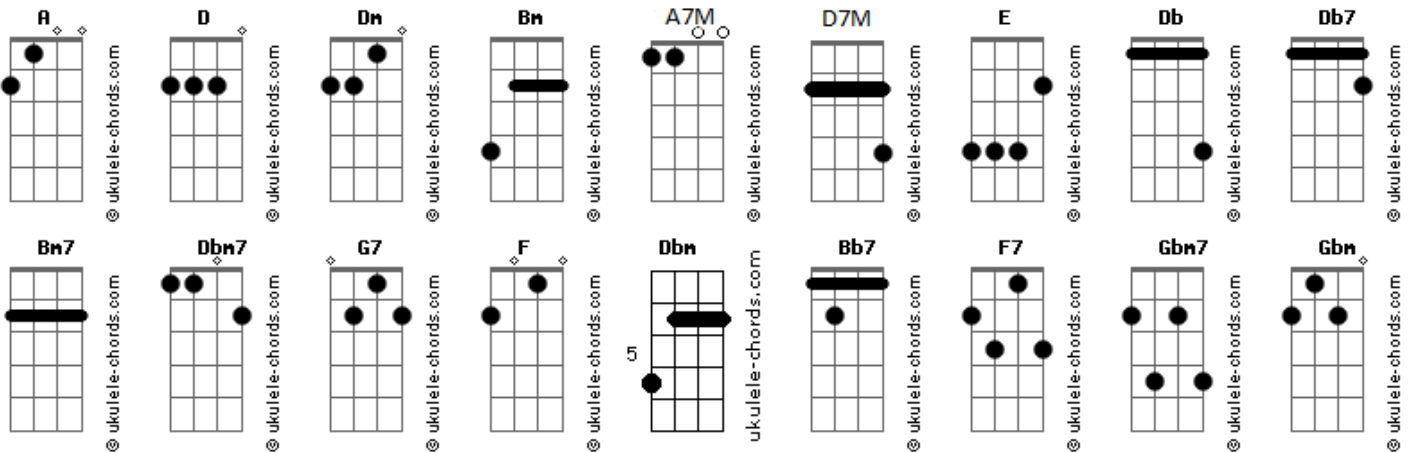 A D Dm Bm A7M D7M E Db Db7
© ukulele-chords.com © ukulele-chords.com © ukulele-chords.com © ukulele-chords.com © ukulele-chords.com © ukulele-chords.com © ukulele-chords.com © ukulele-chords.com © ukulele-chords.com
Bm7 Dbm7 G7 F Dbm Bb7 F7 Gbm7 Gbm
5
© ukulele-chords.com © ukulele-chords.com © ukulele-chords.com © ukulele-chords.com ukulele-chords.com © ukulele-chords.com © ukulele-chords.com © ukulele-chords.com © ukulele-chords.com